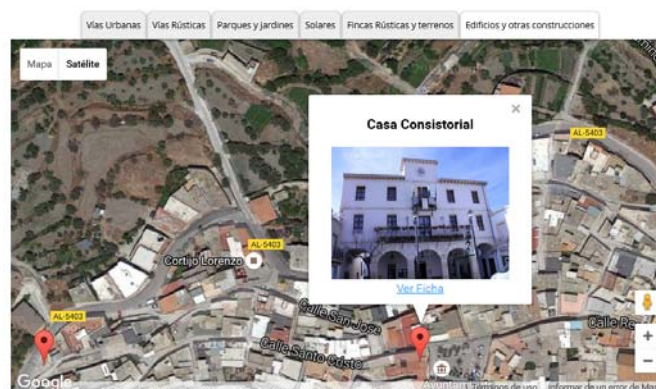 Vías Urbanas
Vías Rústicas
Parques y jardines
Solares
Fincas Rústicas y terrenos
Edificios y otras construcciones
Mapa
Satélite
×
Casa Consistorial
AL-5403
Ver Ficha
AL-5403
Cortijo Lorenzo
AL-5403
Calle San Jose
Calle Santo Cristo
Calle Re
+
−
Google
Términos de uso
Informar de un error de Ma